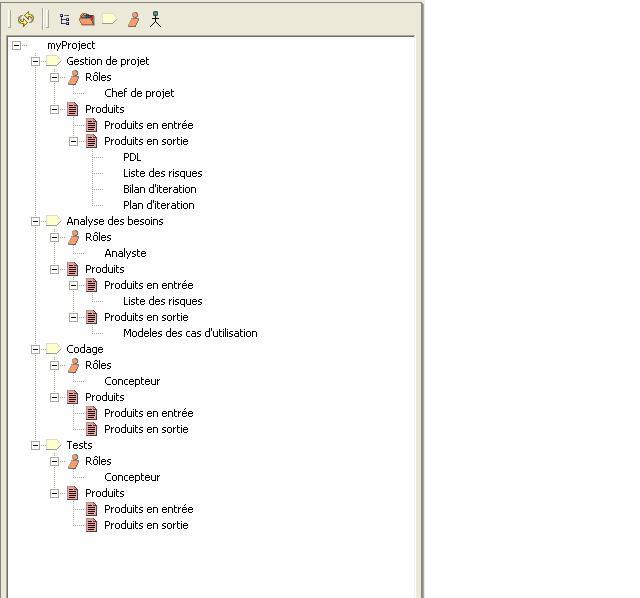 myProject
Gestion de projet
Rôles
Chef de projet
Produits
Produits en entrée
Produits en sortie
PDL
Liste des risques
Bilan d'iteration
Plan d'iteration
Analyse des besoins
Rôles
Analyste
Produits
Produits en entrée
Liste des risques
Produits en sortie
Modeles des cas d'utilisation
Codage
Rôles
Concepteur
Produits
Produits en entrée
Produits en sortie
Tests
Rôles
Concepteur
Produits
Produits en entrée
Produits en sortie